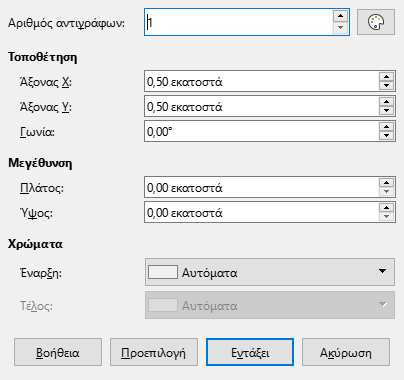 Αριθμός αντιγράφων: 1
Τοποθέτηση
Άξονας X: 0,50 εκατοστά
Άξονας Y: 0,50 εκατοστά
Γωνία: 0,00°
Μεγέθυνση
Πλάτος: 0,00 εκατοστά
Ύψος: 0,00 εκατοστά
Χρώματα
Έναρξη: Αυτόματα
Τέλος: Αυτόματα
Βοήθεια Προεπιλογή Εντάξει Ακύρωση